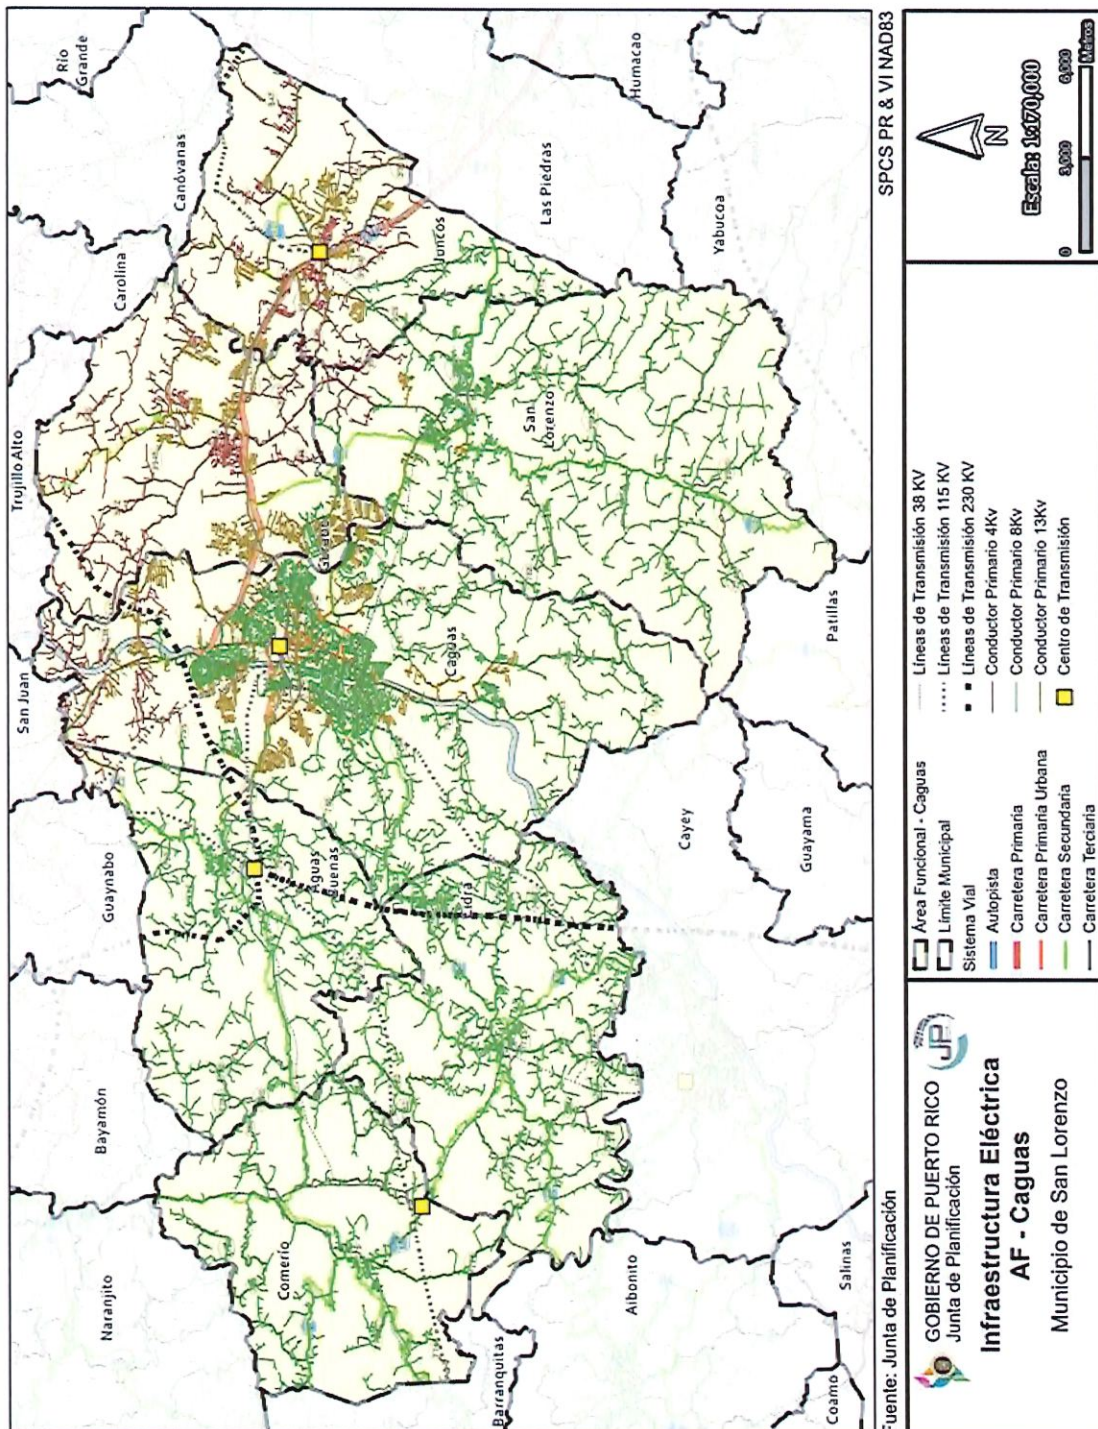 Río
Grande
Canóvanas
Carolina
Trujillo Alto
San Juan
Guaynabo
Bayamón
Naranjito
Humacao
Las Piedras
Juncos
Yabucoa
San
Lorenzo
Caguas
Patillas
Aguas
Buenas
Cidra
Cayey
Guayama
Comerio
Aibonito
Barranquitas
Salinas
Coamo
Fuente: Junta de Planificación
SPCS PR & VI NAD83
GOBIERNO DE PUERTO RICO
Junta de Planificación
JP
Infraestructura Eléctrica
AF - Caguas
Municipio de San Lorenzo
Área Funcional - Caguas
Límite Municipal
Sistema Vial
Autopista
Carretera Primaria
Carretera Primaria Urbana
Carretera Secundaria
Carretera Terciaria
Líneas de Transmisión 38 KV
Líneas de Transmisión 115 KV
Líneas de Transmisión 230 KV
Conductor Primario 4Kv
Conductor Primario 8Kv
Conductor Primario 13Kv
Centro de Transmisión
N
Escala: 1:170,000
0 3,000 6,000
Metros